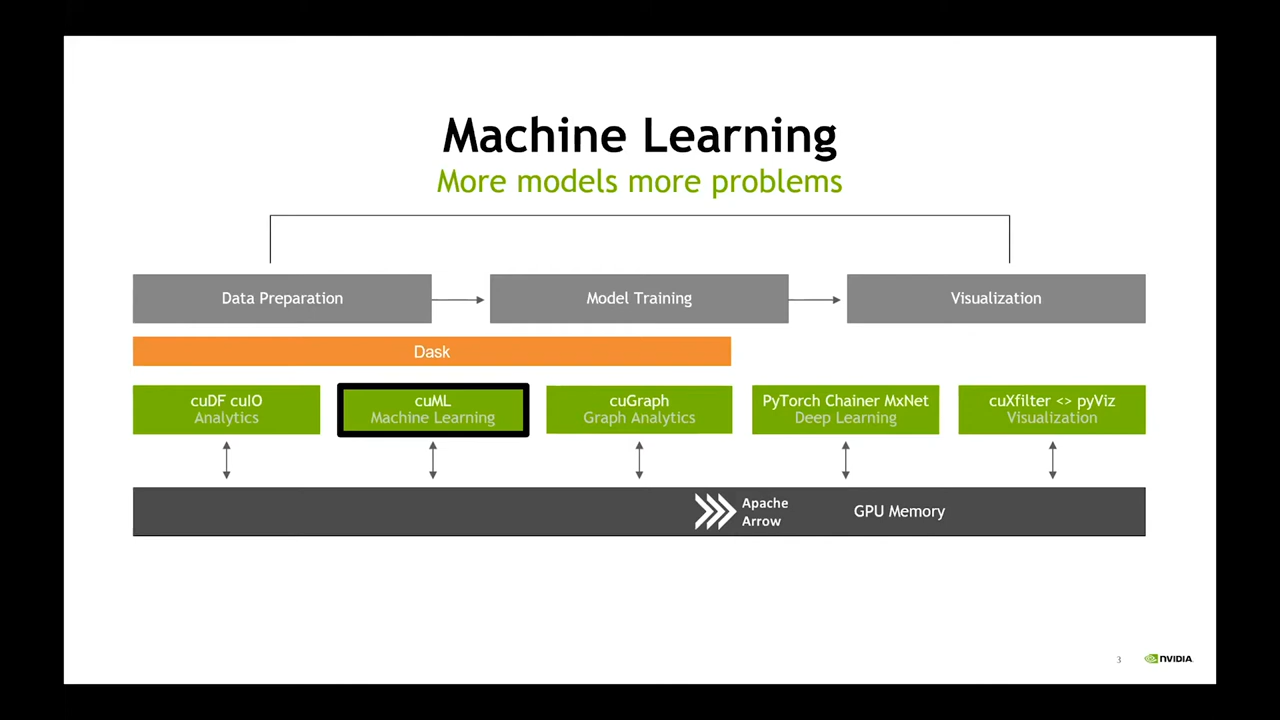 Machine Learning
More models more problems
Data Preparation
Model Training
Visualization
Dask
cuDF cuIO
Analytics
cuML
Machine Learning
cuGraph
Graph Analytics
PyTorch Chainer MxNet
Deep Learning
cuXfilter <> pyViz
Visualization
Apache
Arrow
GPU Memory
3
NVIDIA.